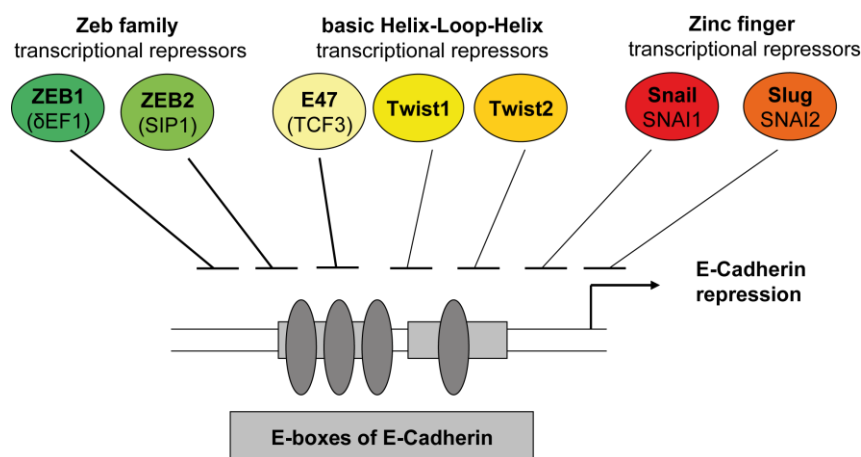 Zeb family
transcriptional repressors
basic Helix-Loop-Helix
transcriptional repressors
Zinc finger
transcriptional repressors
ZEB1
(δEF1)
ZEB2
(SIP1)
E47
(TCF3)
Twist1
Twist2
Snail
SNAI1
Slug
SNAI2
E-Cadherin
repression
E-boxes of E-Cadherin